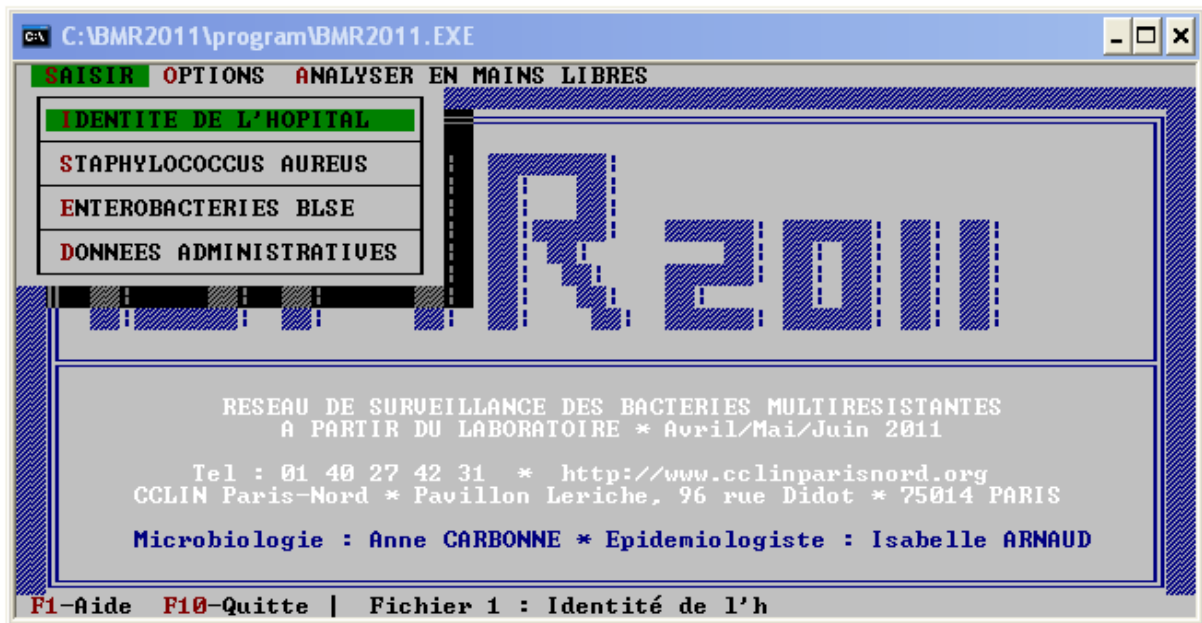 C:\BMR2011\program\BMR2011.EXE
SAISIR OPTIONS ANALYSER EN MAINS LIBRES
IDENTITE DE L'HOPITAL
STAPHYLOCOCCUS AUREUS
ENTEROBACTERIES BLSE
DONNEES ADMINISTRATIVES
R 2011
RESEAU DE SURVEILLANCE DES BACTERIES MULTIRESISTANTES
A PARTIR DU LABORATOIRE * Avril/Mai/Juin 2011
Tel : 01 40 27 42 31 * http://www.cclinparisnord.org
CCLIN Paris-Nord * Pavillon Leriche, 96 rue Didot * 75014 PARIS
Microbiologie : Anne CARBONNE * Epidemiologiste : Isabelle ARNAUD
F1-Aide F10-Quitte | Fichier 1 : Identité de l'h